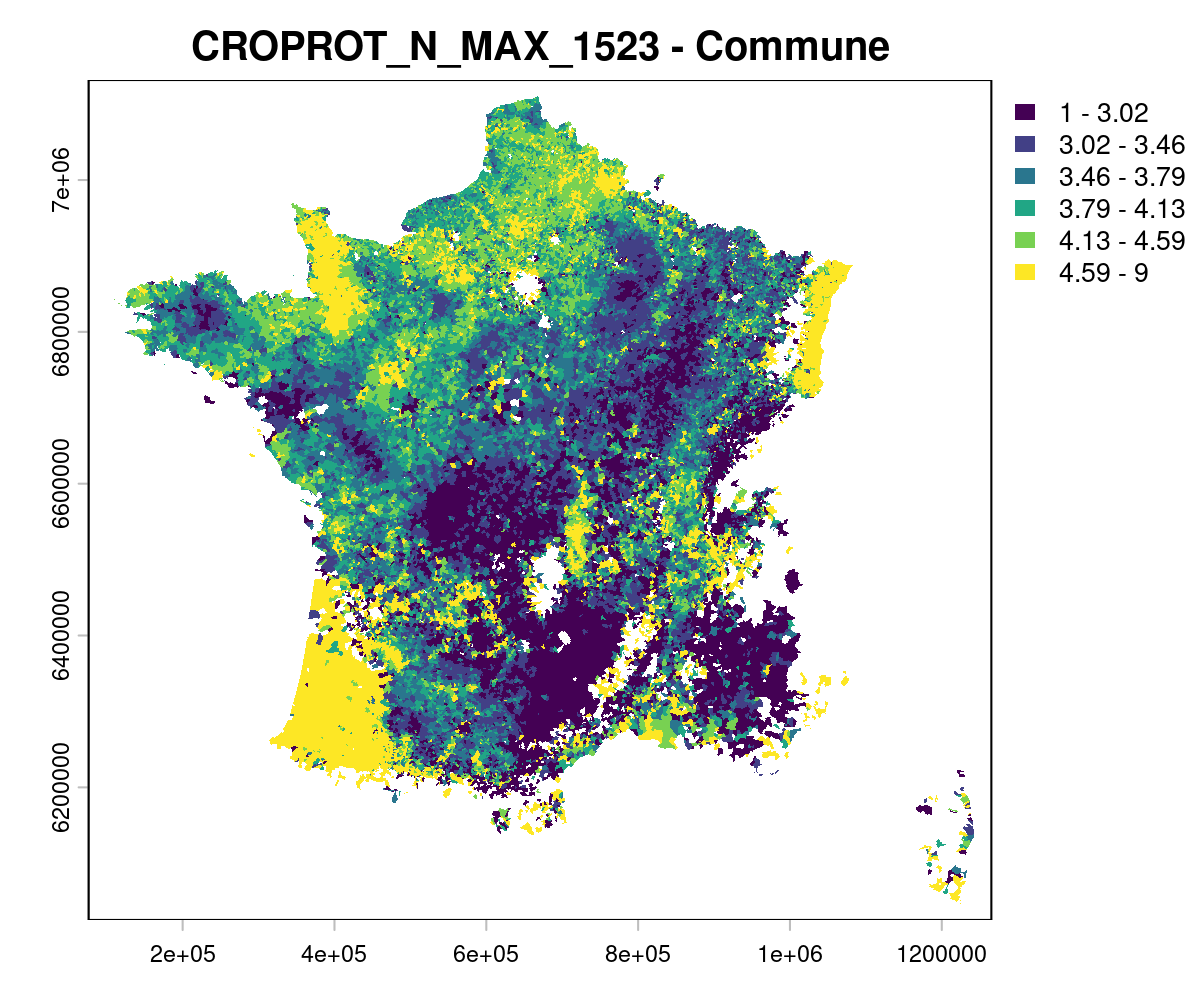 CROPROT_N_MAX_1523 - Commune
1 - 3.02
3.02 - 3.46
3.46 - 3.79
3.79 - 4.13
4.13 - 4.59
4.59 - 9
7e+06
6800000
6600000
6400000
6200000
2e+05
4e+05
6e+05
8e+05
1e+06
1200000